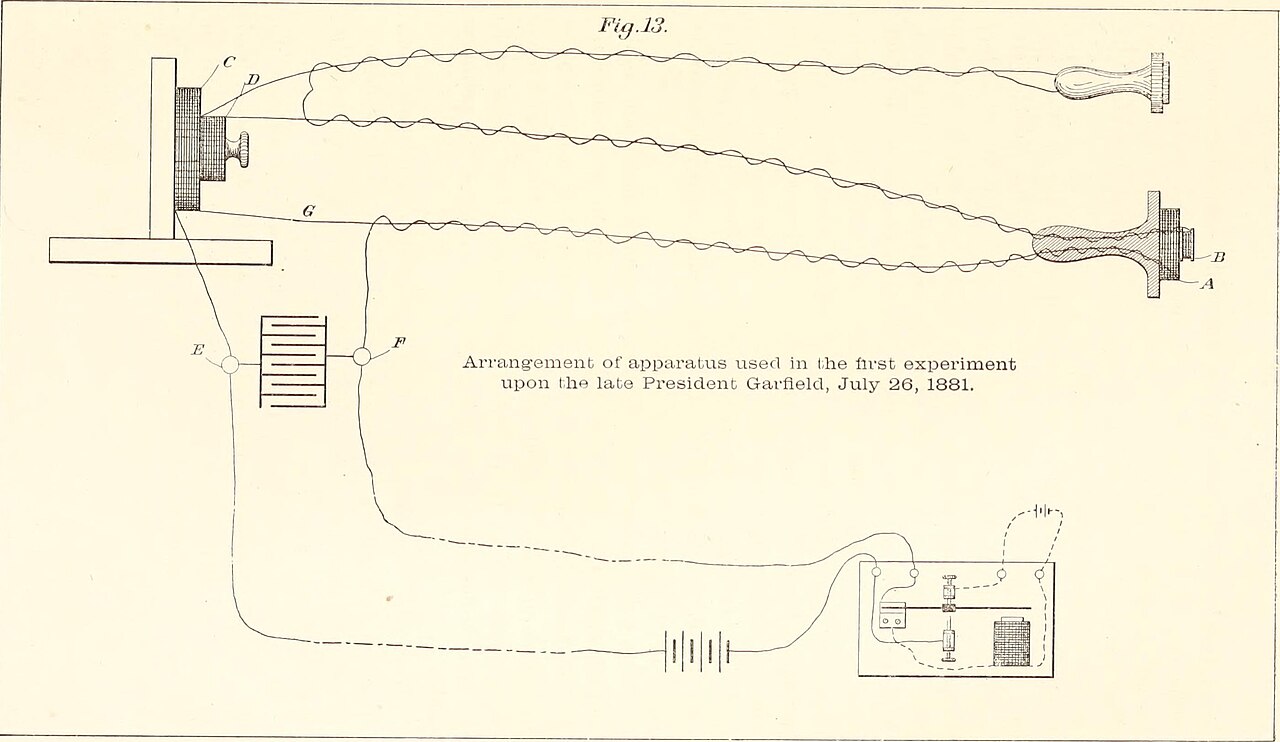 Fig.13.
C
D
G
B
A
E
F
Arrangement of apparatus used in the first experiment
upon the late President Garfield, July 26, 1881.